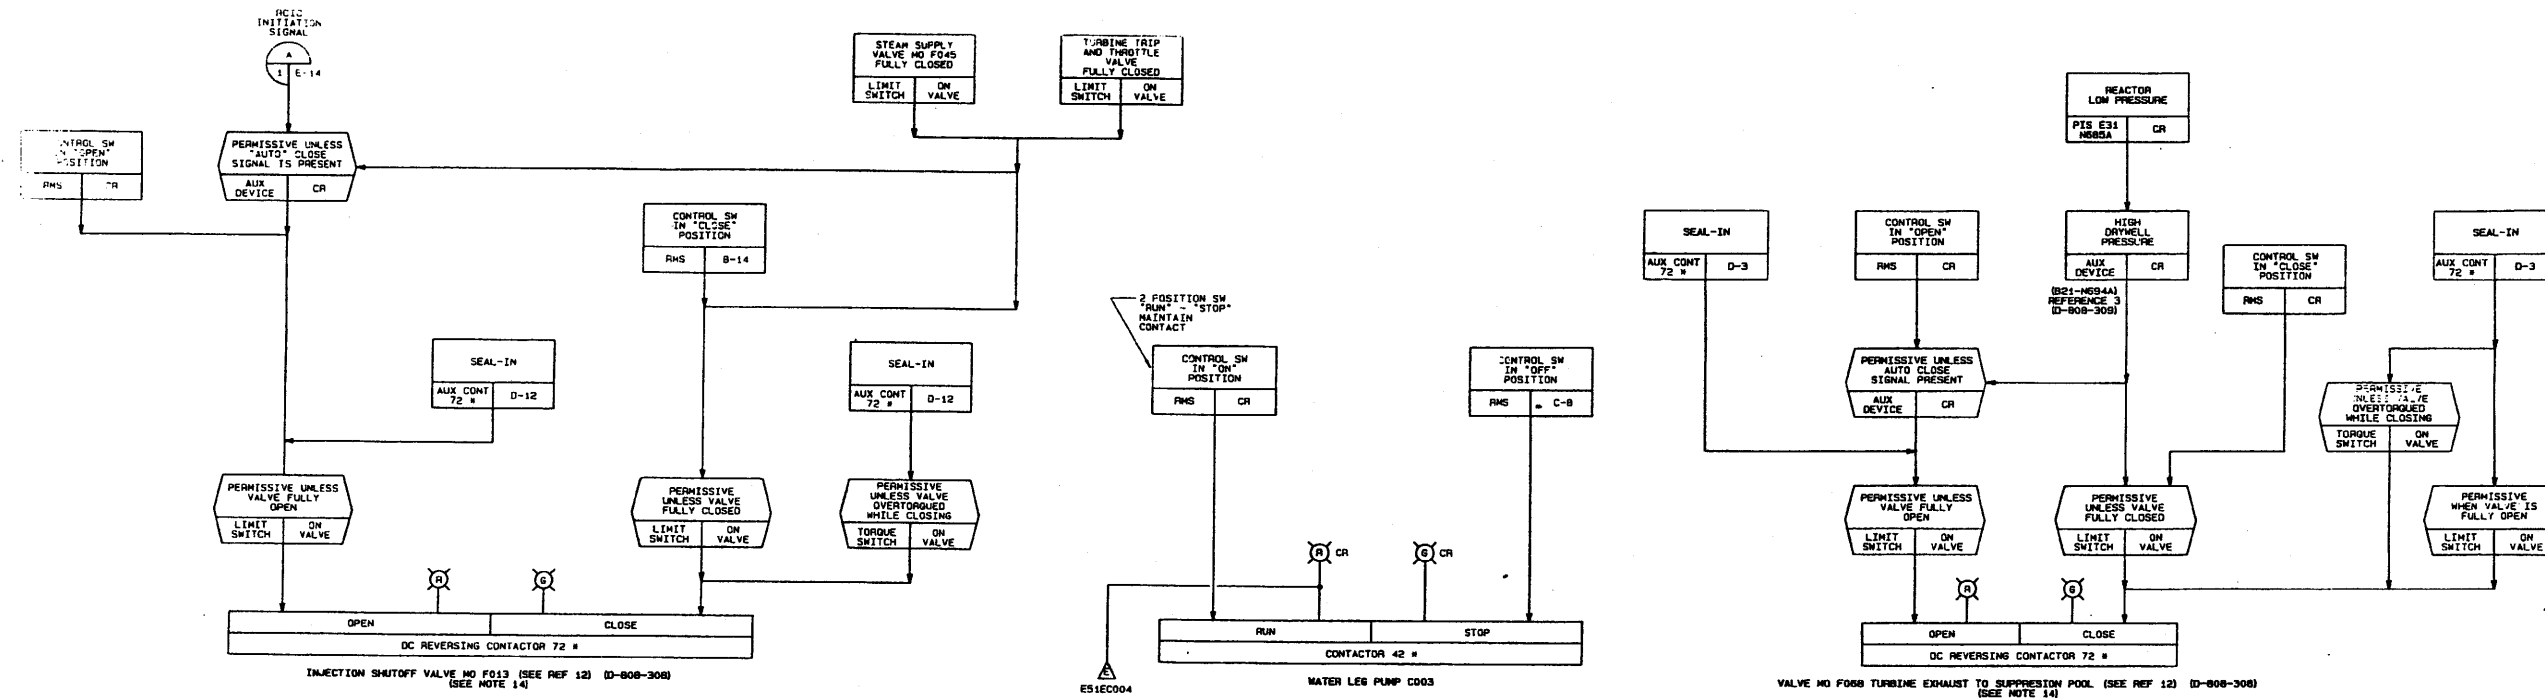 INITIATION
SIGNAL
A
1 E-14
PERMISSIVE UNLESS
"AUTO" CLOSE
SIGNAL IS PRESENT
AUX
DEVICE
CR
POSITION
RMS
CR
STEAM SUPPLY
VALVE MO F045
FULLY CLOSED
LIMIT
SWITCH
ON
VALVE
TURBINE TRIP
AND THROTTLE
VALVE
FULLY CLOSED
LIMIT
SWITCH
ON
VALVE
CONTROL SW
IN "CLOSE"
POSITION
RMS
B-14
SEAL-IN
AUX CONT
72 *
D-12
SEAL-IN
AUX CONT
72 *
D-12
PERMISSIVE UNLESS
VALVE FULLY
OPEN
LIMIT
SWITCH
ON
VALVE
PERMISSIVE
UNLESS VALVE
FULLY CLOSED
LIMIT
SWITCH
ON
VALVE
PERMISSIVE
UNLESS VALVE
OVERTORQUED
WHILE CLOSING
TORQUE
SWITCH
ON
VALVE
R
G
OPEN
CLOSE
DC REVERSING CONTACTOR 72 *
INJECTION SHUTOFF VALVE MO F013 (SEE REF 12) (D-808-308)
(SEE NOTE 14)
2 POSITION SW
"RUN" - "STOP"
MAINTAIN
CONTACT
CONTROL SW
IN "ON"
POSITION
RMS
CR
CONTROL SW
IN "OFF"
POSITION
RMS
C-8
R CR
G CR
RUN
STOP
CONTACTOR 42 *
E51EC004
WATER LEG PUMP C003
REACTOR
LOW PRESSURE
PIS E31
N685A
CR
SEAL-IN
AUX CONT
72 *
D-3
CONTROL SW
IN "OPEN"
POSITION
RMS
CR
HIGH
DRYWELL
PRESSURE
AUX
DEVICE
CR
(B21-N694A)
REFERENCE 3
(D-808-309)
CONTROL SW
IN "CLOSE"
POSITION
RMS
CR
SEAL-IN
AUX CONT
72 *
D-3
PERMISSIVE UNLESS
AUTO CLOSE
SIGNAL PRESENT
AUX
DEVICE
CR
PERMISSIVE
UNLESS VALVE
OVERTORQUED
WHILE CLOSING
TORQUE
SWITCH
ON
VALVE
PERMISSIVE UNLESS
VALVE FULLY
OPEN
LIMIT
SWITCH
ON
VALVE
PERMISSIVE
UNLESS VALVE
FULLY CLOSED
LIMIT
SWITCH
ON
VALVE
PERMISSIVE
WHEN VALVE IS
FULLY OPEN
LIMIT
SWITCH
ON
VALVE
R
G
OPEN
CLOSE
DC REVERSING CONTACTOR 72 *
VALVE MO F068 TURBINE EXHAUST TO SUPPRESION POOL (SEE REF 12) (D-808-308)
(SEE NOTE 14)